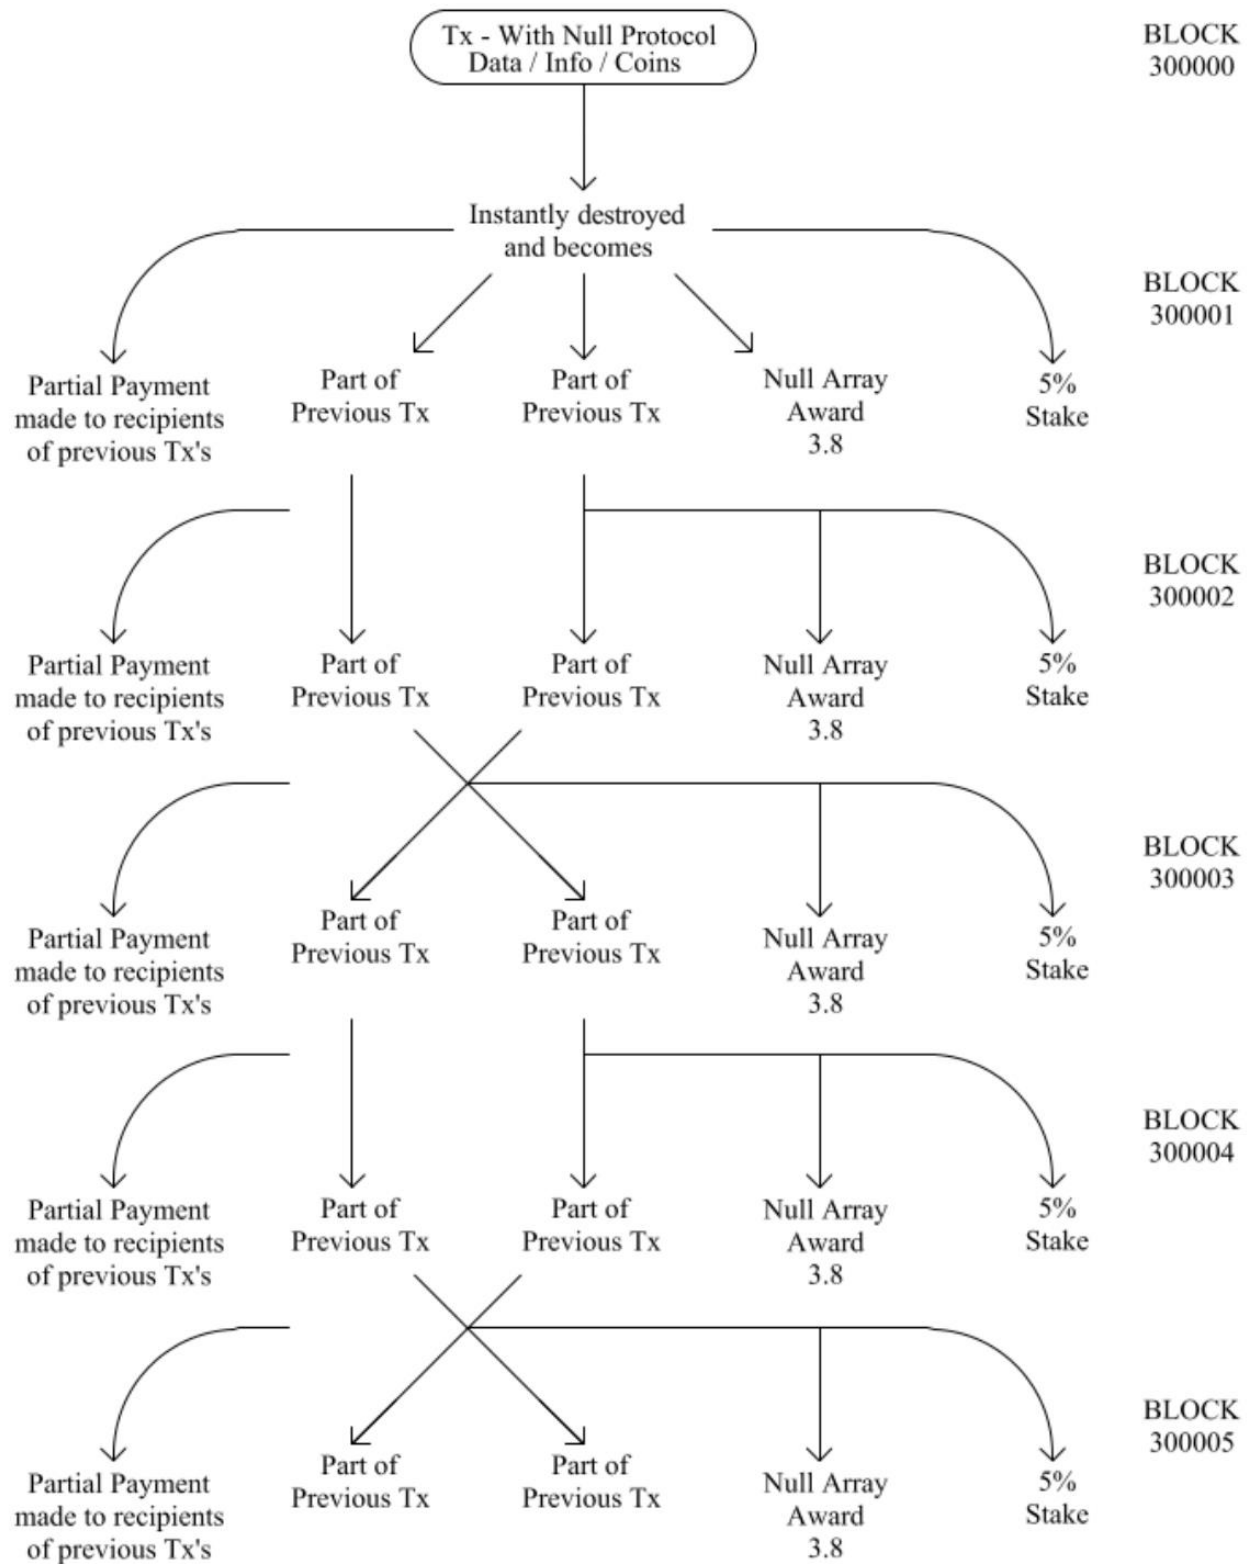 Tx - With Null Protocol
Data / Info / Coins
BLOCK
300000
Instantly destroyed
and becomes
BLOCK
300001
Partial Payment
made to recipients
of previous Tx's
Part of
Previous Tx
Part of
Previous Tx
Null Array
Award
3.8
5%
Stake
BLOCK
300002
Partial Payment
made to recipients
of previous Tx's
Part of
Previous Tx
Part of
Previous Tx
Null Array
Award
3.8
5%
Stake
BLOCK
300003
Partial Payment
made to recipients
of previous Tx's
Part of
Previous Tx
Part of
Previous Tx
Null Array
Award
3.8
5%
Stake
BLOCK
300004
Partial Payment
made to recipients
of previous Tx's
Part of
Previous Tx
Part of
Previous Tx
Null Array
Award
3.8
5%
Stake
BLOCK
300005
Partial Payment
made to recipients
of previous Tx's
Part of
Previous Tx
Part of
Previous Tx
Null Array
Award
3.8
5%
Stake